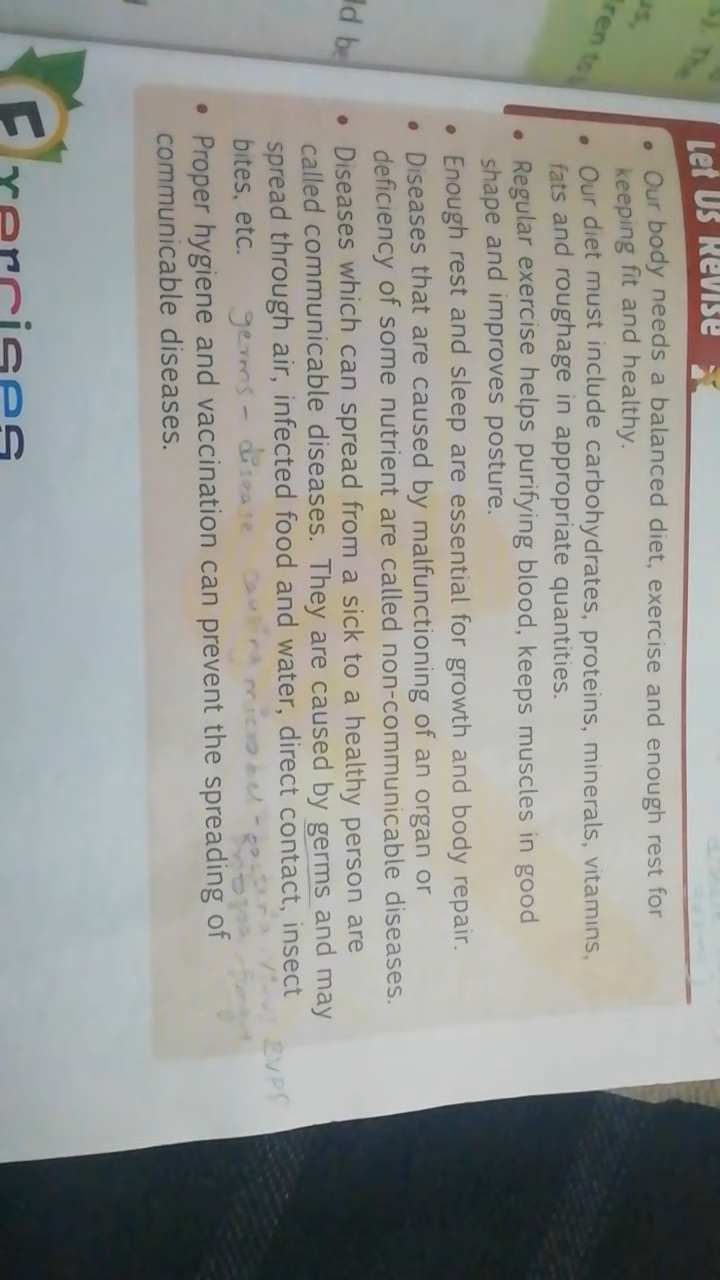 Let Us Revise
• Our body needs a balanced diet, exercise and enough rest for
keeping fit and healthy.
• Our diet must include carbohydrates, proteins, minerals, vitamins,
fats and roughage in appropriate quantities.
• Regular exercise helps purifying blood, keeps muscles in good
shape and improves posture.
• Enough rest and sleep are essential for growth and body repair.
• Diseases that are caused by malfunctioning of an organ or
deficiency of some nutrient are called non-communicable diseases.
• Diseases which can spread from a sick to a healthy person are
called communicable diseases. They are caused by germs and may
spread through air, infected food and water, direct contact, insect
bites, etc.
germs - disease causing microbes -
• Proper hygiene and vaccination can prevent the spreading of
communicable diseases.
Exercises